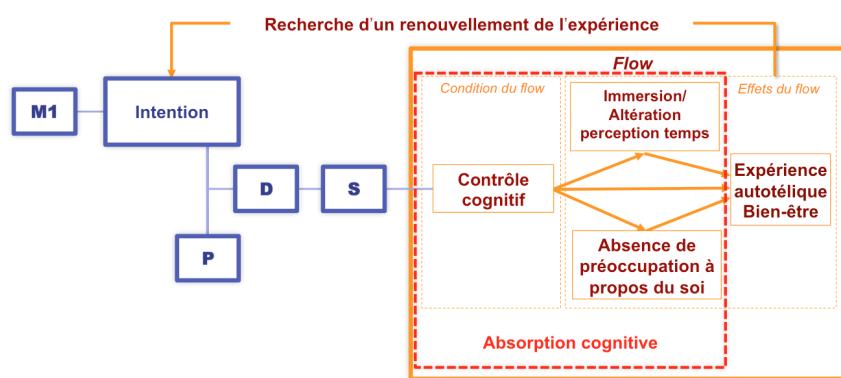 Recherche d'un renouvellement de l'expérience
Flow
M1
Intention
D
S
P
Condition du flow
Contrôle
cognitif
Immersion/
Altération
perception temps
Absence de
préoccupation à
propos du soi
Effets du flow
Expérience
autotélique
Bien-être
Absorption cognitive